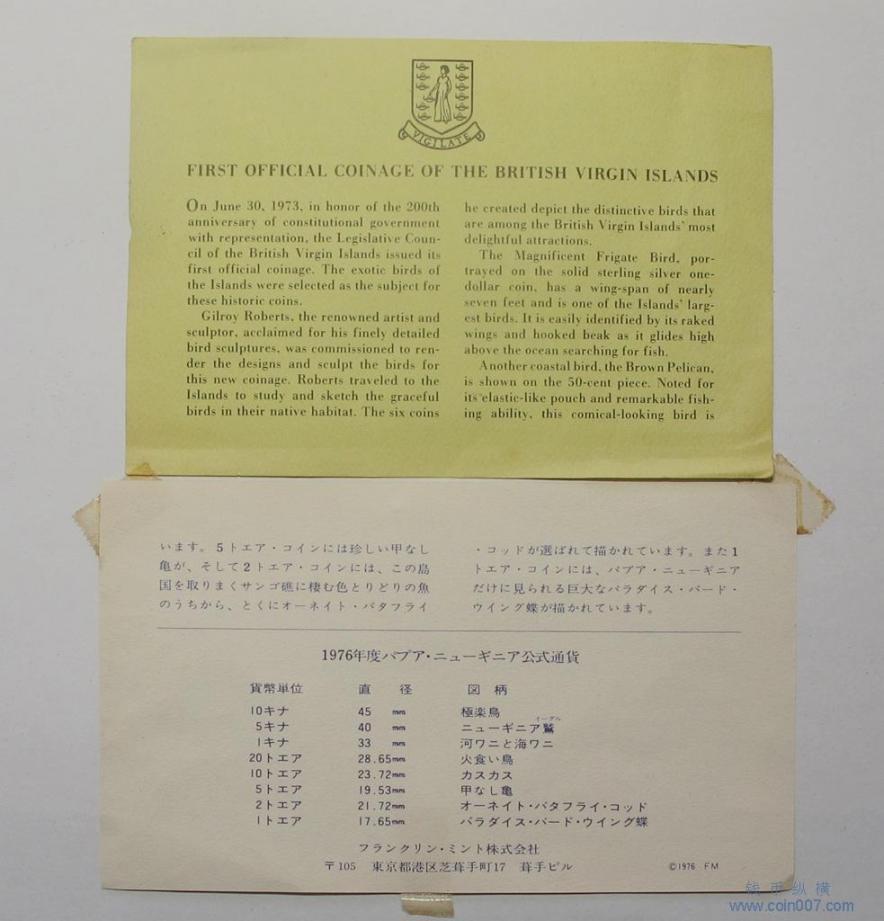 VIGILATE
FIRST OFFICIAL COINAGE OF THE BRITISH VIRGIN ISLANDS
On June 30, 1973, in honor of the 200th
anniversary of constitutional government
with representation, the Legislative Coun-
cil of the British Virgin Islands issued its
first official coinage. The exotic birds of
the Islands were selected as the subject for
these historic coins.
Gilroy Roberts, the renowned artist and
sculptor, acclaimed for his finely detailed
bird sculptures, was commissioned to ren-
der the designs and sculpt the birds for
this new coinage. Roberts traveled to the
Islands to study and sketch the graceful
birds in their native habitat. The six coins
he created depict the distinctive birds that
are among the British Virgin Islands' most
delightful attractions.
The Magnificent Frigate Bird, por-
trayed on the solid sterling silver one-
dollar coin, has a wing-span of nearly
seven feet and is one of the Islands' larg-
est birds. It is easily identified by its raked
wings and hooked beak as it glides high
above the ocean searching for fish.
Another coastal bird, the Brown Pelican,
is shown on the 50-cent piece. Noted for
its elastic-like pouch and remarkable fish-
ing ability, this comical-looking bird is
います。5トエア・コインには珍しい甲なし
亀が、そして2トエア・コインには、この島
国を取りまくサンゴ礁に棲む色とりどりの魚
のうちから、とくにオーネイト・バタフライ
・コッドが選ばれて描かれています。また1
トエア・コインには、パプア・ニューギニア
だけに見られる巨大なパラダイス・バード・
ウイング蝶が描かれています。
1976年度パプア・ニューギニア公式通貨
貨幣単位 直 径 図 柄
10キナ 45 mm 極楽鳥
5キナ 40 mm ニューギニア鷲 イーグル
1キナ 33 mm 河ワニと海ワニ
20トエア 28.65mm 火食い鳥
10トエア 23.72mm カスカス
5トエア 19.53mm 甲なし亀
2トエア 21.72mm オーネイト・バタフライ・コッド
1トエア 17.65mm パラダイス・バード・ウイング蝶
フランクリン・ミント株式会社
〒105 東京都港区芝葺手町17 葺手ビル ©1976 FM
钱币纵横
www.coin007.com